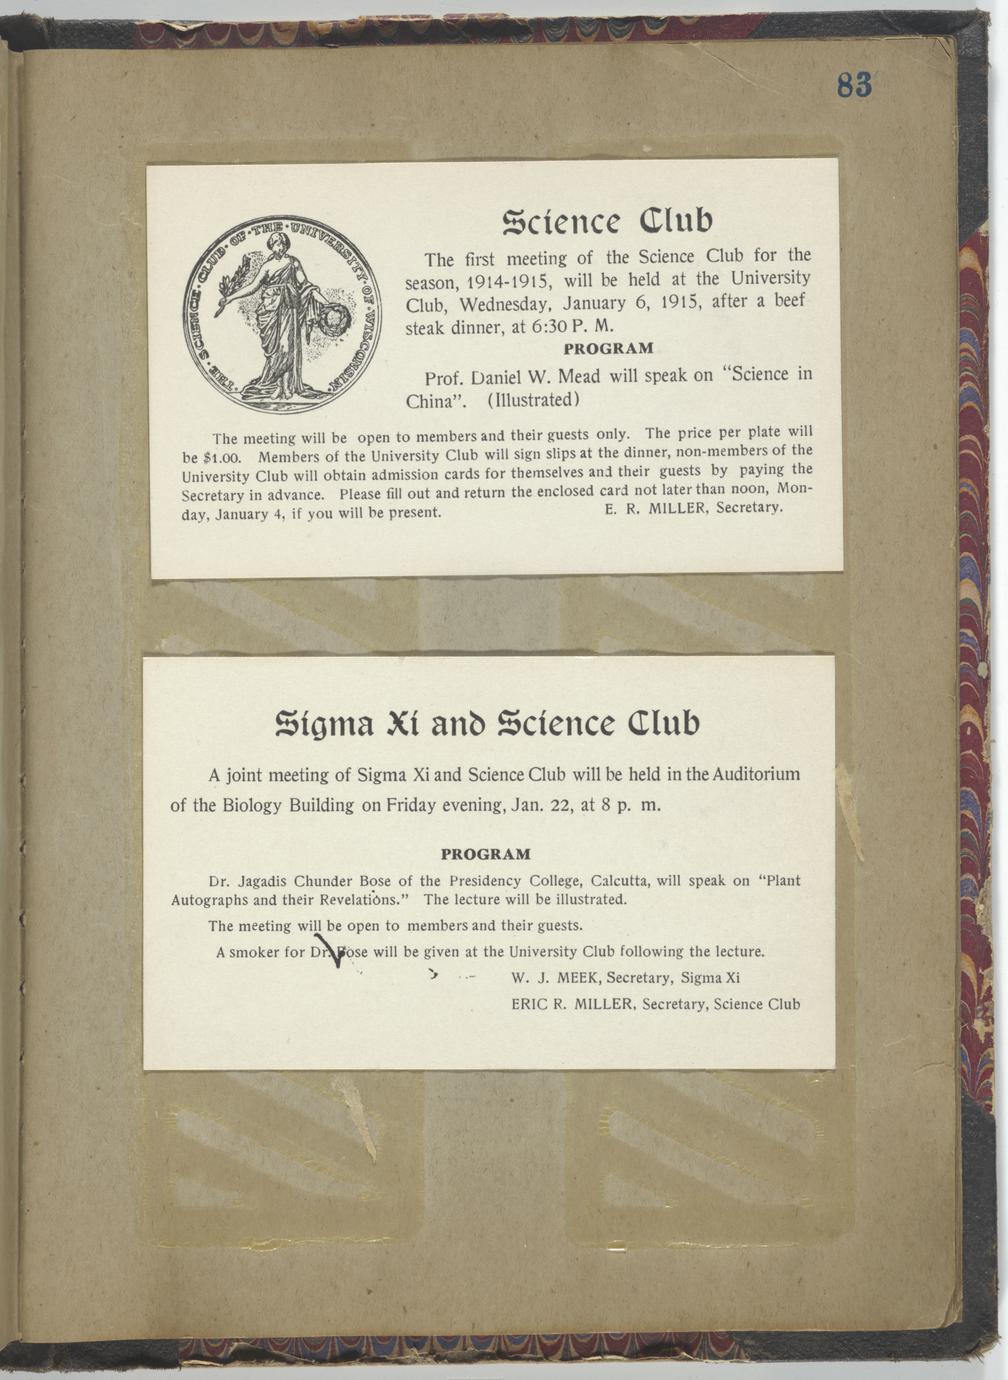 83
THE · SCIENCE · CLUB · OF · THE · UNIVERSITY · OF · WISCONSIN ·
Science Club
The first meeting of the Science Club for the
season, 1914-1915, will be held at the University
Club, Wednesday, January 6, 1915, after a beef
steak dinner, at 6:30 P. M.
PROGRAM
Prof. Daniel W. Mead will speak on "Science in
China". (Illustrated)
The meeting will be open to members and their guests only. The price per plate will
be $1.00. Members of the University Club will sign slips at the dinner, non-members of the
University Club will obtain admission cards for themselves and their guests by paying the
Secretary in advance. Please fill out and return the enclosed card not later than noon, Mon-
day, January 4, if you will be present. E. R. MILLER, Secretary.
Sigma Xi and Science Club
A joint meeting of Sigma Xi and Science Club will be held in the Auditorium
of the Biology Building on Friday evening, Jan. 22, at 8 p. m.
PROGRAM
Dr. Jagadis Chunder Bose of the Presidency College, Calcutta, will speak on "Plant
Autographs and their Revelations." The lecture will be illustrated.
The meeting will be open to members and their guests.
A smoker for Dr. Bose will be given at the University Club following the lecture.
W. J. MEEK, Secretary, Sigma Xi
ERIC R. MILLER, Secretary, Science Club